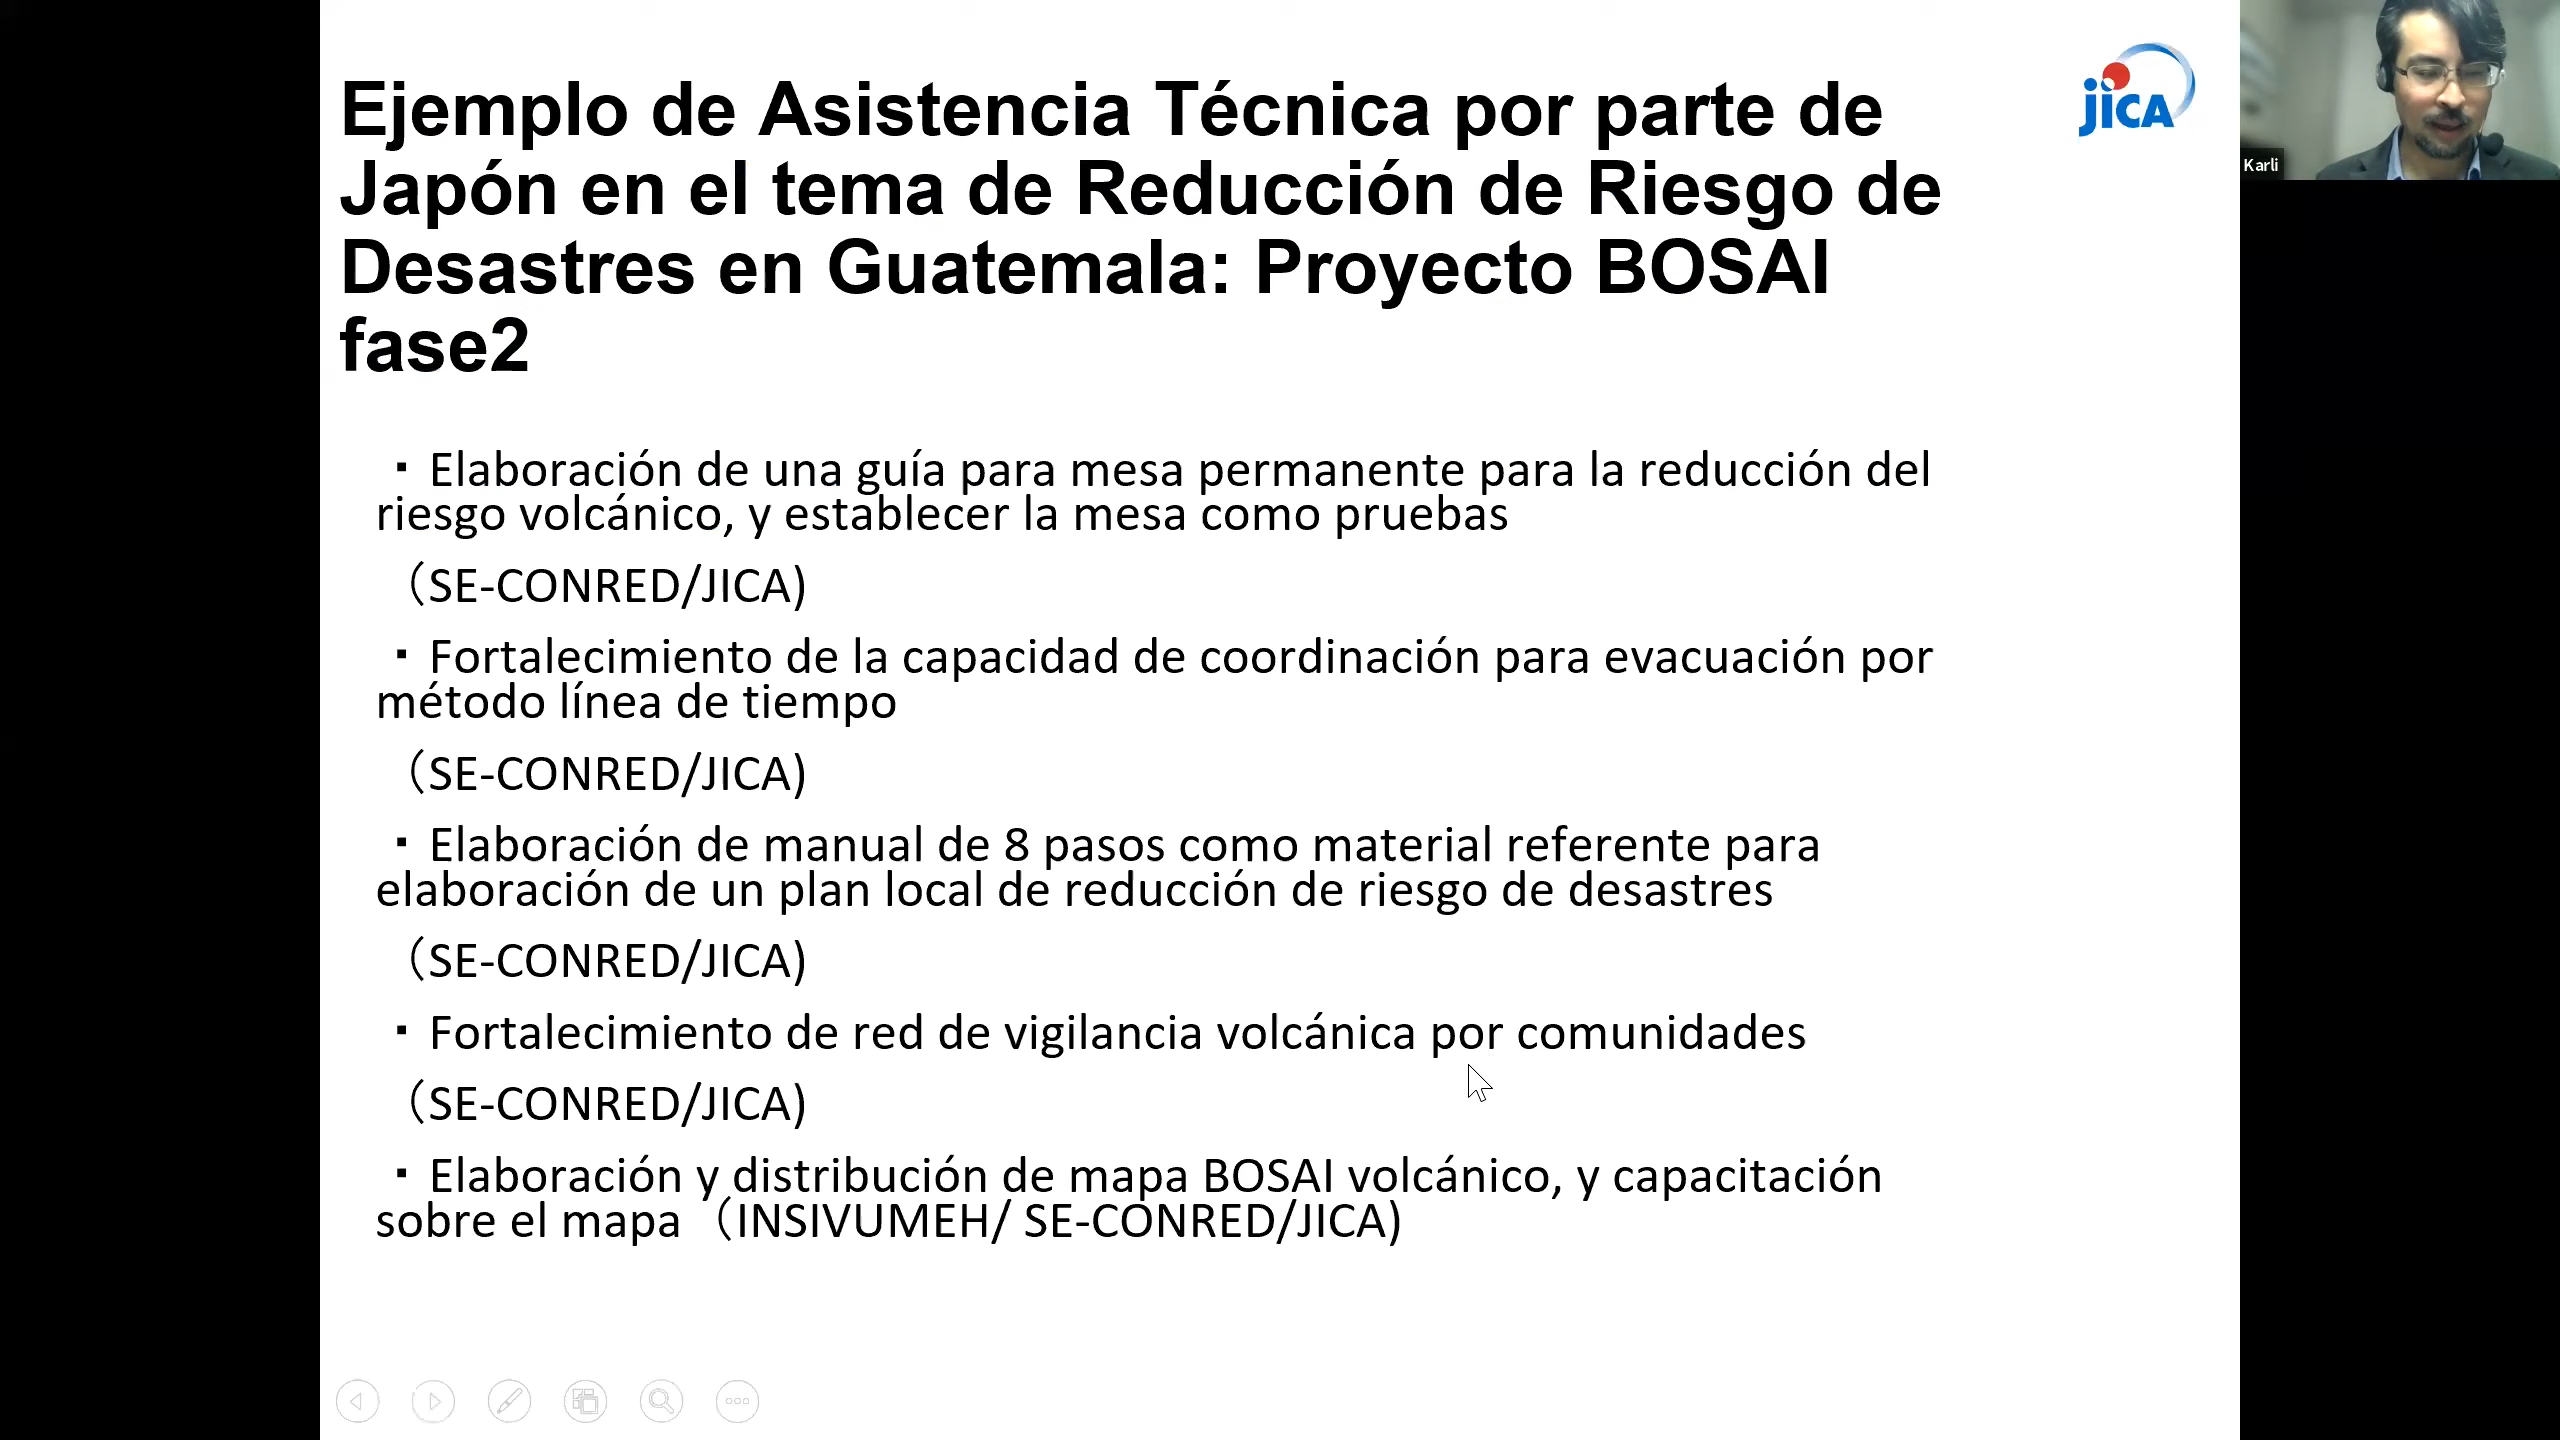 Ejemplo de Asistencia Técnica por parte de
Japón en el tema de Reducción de Riesgo de
Desastres en Guatemala: Proyecto BOSAI
fase2
jICA
Karli
・Elaboración de una guía para mesa permanente para la reducción del
riesgo volcánico, y establecer la mesa como pruebas
（SE-CONRED/JICA)
・Fortalecimiento de la capacidad de coordinación para evacuación por
método línea de tiempo
（SE-CONRED/JICA)
・Elaboración de manual de 8 pasos como material referente para
elaboración de un plan local de reducción de riesgo de desastres
（SE-CONRED/JICA)
・Fortalecimiento de red de vigilancia volcánica por comunidades
（SE-CONRED/JICA)
・Elaboración y distribución de mapa BOSAI volcánico, y capacitación
sobre el mapa（INSIVUMEH/ SE-CONRED/JICA)